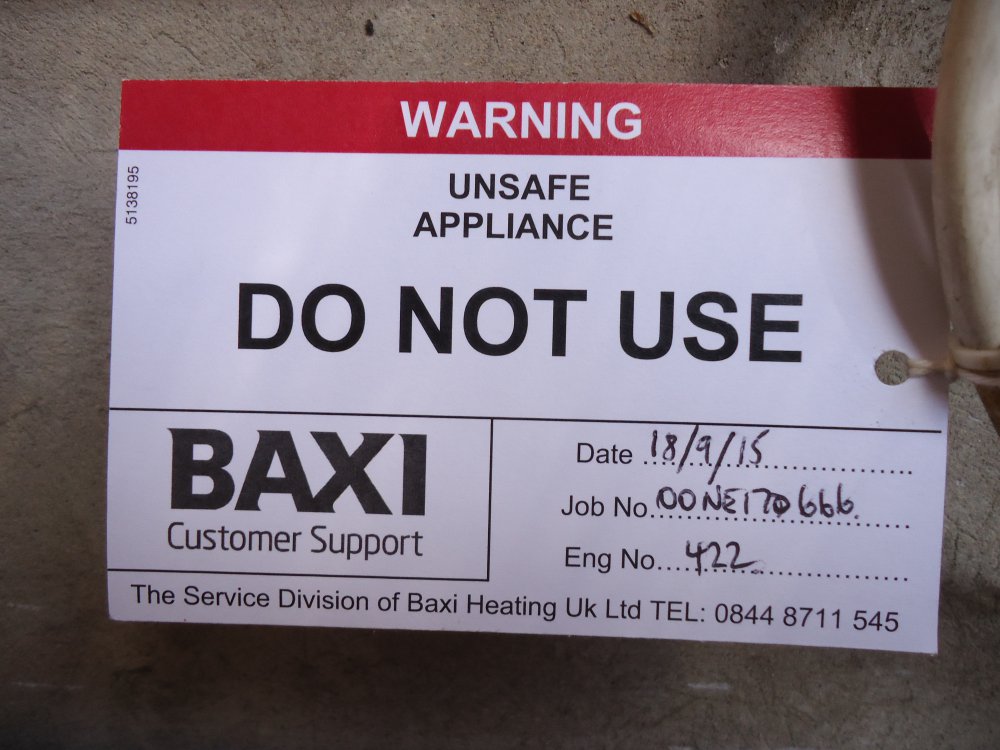 WARNING
5138195
UNSAFE
APPLIANCE
DO NOT USE
BAXI
Customer Support
Date 18/9/15
Job No. 00NE170666
Eng No. 422
The Service Division of Baxi Heating Uk Ltd TEL: 0844 8711 545